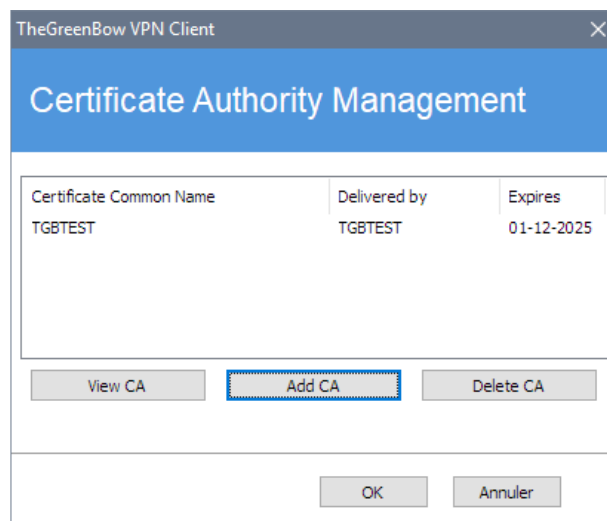 TheGreenBow VPN Client
Certificate Authority Management
Certificate Common Name Delivered by Expires
TGBTEST TGBTEST 01-12-2025
View CA Add CA Delete CA
OK Annuler